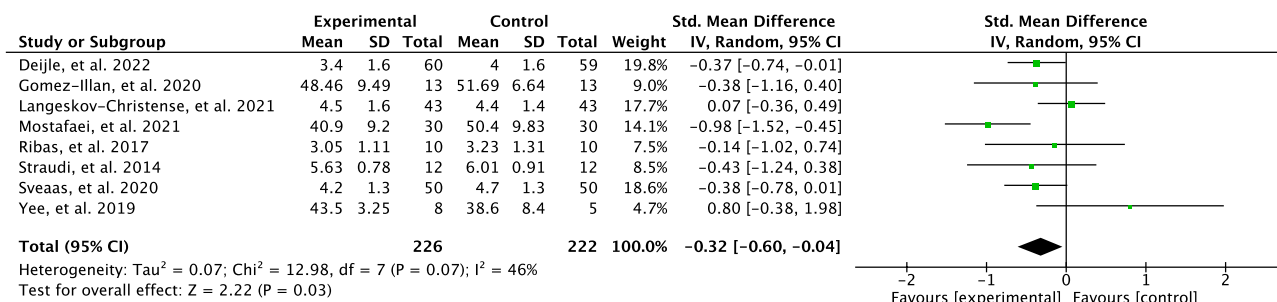 Experimental Control Std. Mean Difference Std. Mean Difference
Study or Subgroup Mean SD Total Mean SD Total Weight IV, Random, 95% CI IV, Random, 95% CI
Deijle, et al. 2022 3.4 1.6 60 4 1.6 59 19.8% −0.37 [−0.74, −0.01]
Gomez-Illan, et al. 2020 48.46 9.49 13 51.69 6.64 13 9.0% −0.38 [−1.16, 0.40]
Langeskov-Christense, et al. 2021 4.5 1.6 43 4.4 1.4 43 17.7% 0.07 [−0.36, 0.49]
Mostafaei, et al. 2021 40.9 9.2 30 50.4 9.83 30 14.1% −0.98 [−1.52, −0.45]
Ribas, et al. 2017 3.05 1.11 10 3.23 1.31 10 7.5% −0.14 [−1.02, 0.74]
Straudi, et al. 2014 5.63 0.78 12 6.01 0.91 12 8.5% −0.43 [−1.24, 0.38]
Sveaas, et al. 2020 4.2 1.3 50 4.7 1.3 50 18.6% −0.38 [−0.78, 0.01]
Yee, et al. 2019 43.5 3.25 8 38.6 8.4 5 4.7% 0.80 [−0.38, 1.98]
Total (95% CI) 226 222 100.0% −0.32 [−0.60, −0.04]
Heterogeneity: Tau² = 0.07; Chi² = 12.98, df = 7 (P = 0.07); I² = 46%
Test for overall effect: Z = 2.22 (P = 0.03)
−2 −1 0 1 2
Favours [experimental] Favours [control]